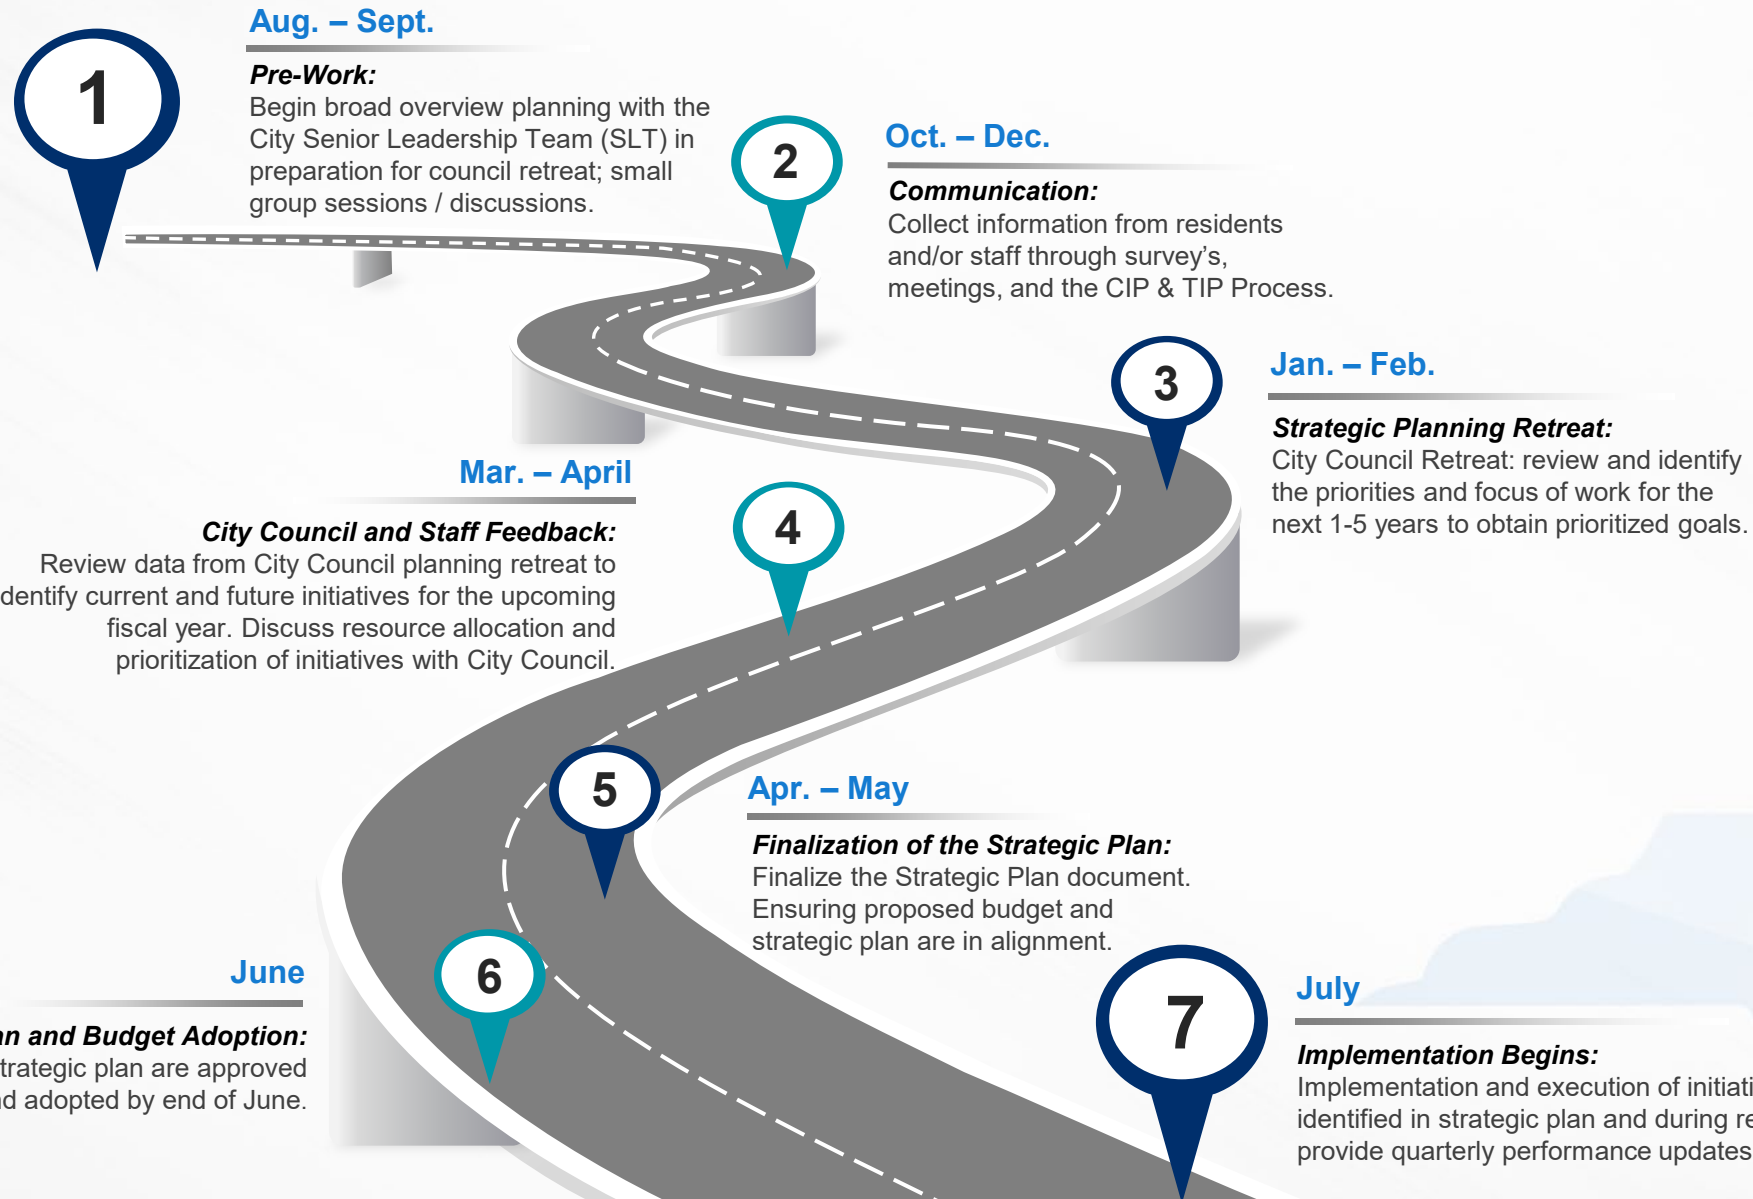 1
Aug. – Sept.
Pre-Work:
Begin broad overview planning with the
City Senior Leadership Team (SLT) in
preparation for council retreat; small
group sessions / discussions.
2
Oct. – Dec.
Communication:
Collect information from residents
and/or staff through survey’s,
meetings, and the CIP & TIP Process.
3
Jan. – Feb.
Strategic Planning Retreat:
City Council Retreat: review and identify
the priorities and focus of work for the
next 1-5 years to obtain prioritized goals.
Mar. – April
City Council and Staff Feedback:
Review data from City Council planning retreat to
dentify current and future initiatives for the upcoming
fiscal year. Discuss resource allocation and
prioritization of initiatives with City Council.
4
5
Apr. – May
Finalization of the Strategic Plan:
Finalize the Strategic Plan document.
Ensuring proposed budget and
strategic plan are in alignment.
6
June
an and Budget Adoption:
trategic plan are approved
d adopted by end of June.
7
July
Implementation Begins:
Implementation and execution of initiati
identified in strategic plan and during re
provide quarterly performance updates